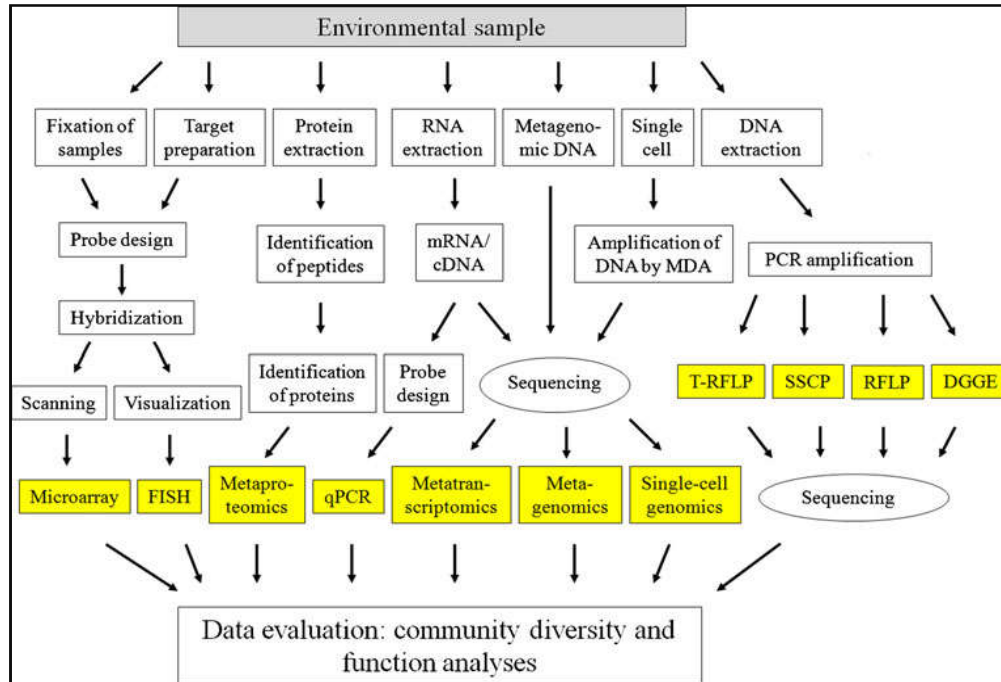 Environmental sample
Fixation of
samples
Target
preparation
Protein
extraction
RNA
extraction
Metageno-
mic DNA
Single
cell
DNA
extraction
Probe design
Identification
of peptides
mRNA/
cDNA
Amplification of
DNA by MDA
PCR amplification
Hybridization
Scanning
Visualization
Identification
of proteins
Probe
design
Sequencing
T-RFLP
SSCP
RFLP
DGGE
Microarray
FISH
Metapro-
teomics
qPCR
Metatran-
scriptomics
Meta-
genomics
Single-cell
genomics
Sequencing
Data evaluation: community diversity and
function analyses